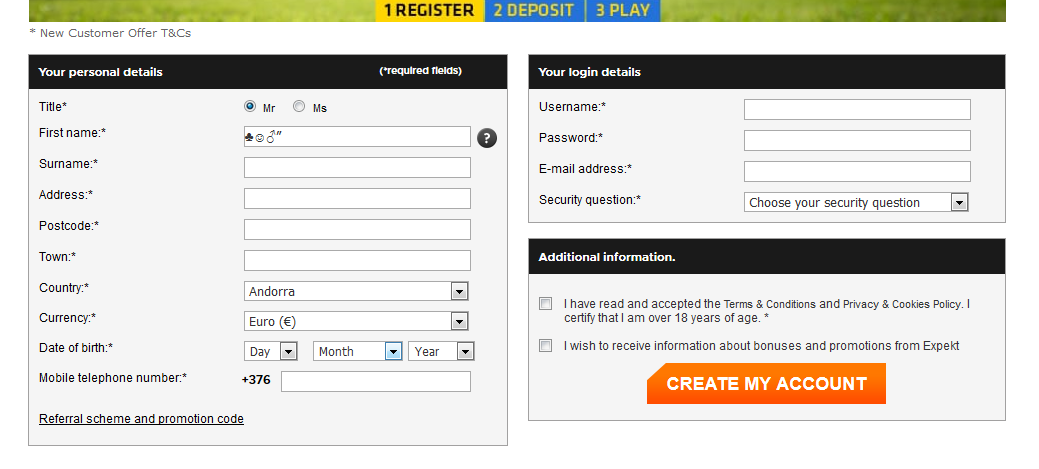 1 REGISTER 2 DEPOSIT 3 PLAY
* New Customer Offer T&Cs
Your personal details (*required fields)
Title* Mr Ms
First name:* ♣☺♂″ ?
Surname:*
Address:*
Postcode:*
Town:*
Country:* Andorra
Currency:* Euro (€)
Date of birth:* Day Month Year
Mobile telephone number:* +376
Referral scheme and promotion code
Your login details
Username:*
Password:*
E-mail address:*
Security question:* Choose your security question
Additional information.
I have read and accepted the Terms & Conditions and Privacy & Cookies Policy. I
certify that I am over 18 years of age. *
I wish to receive information about bonuses and promotions from Expekt
CREATE MY ACCOUNT